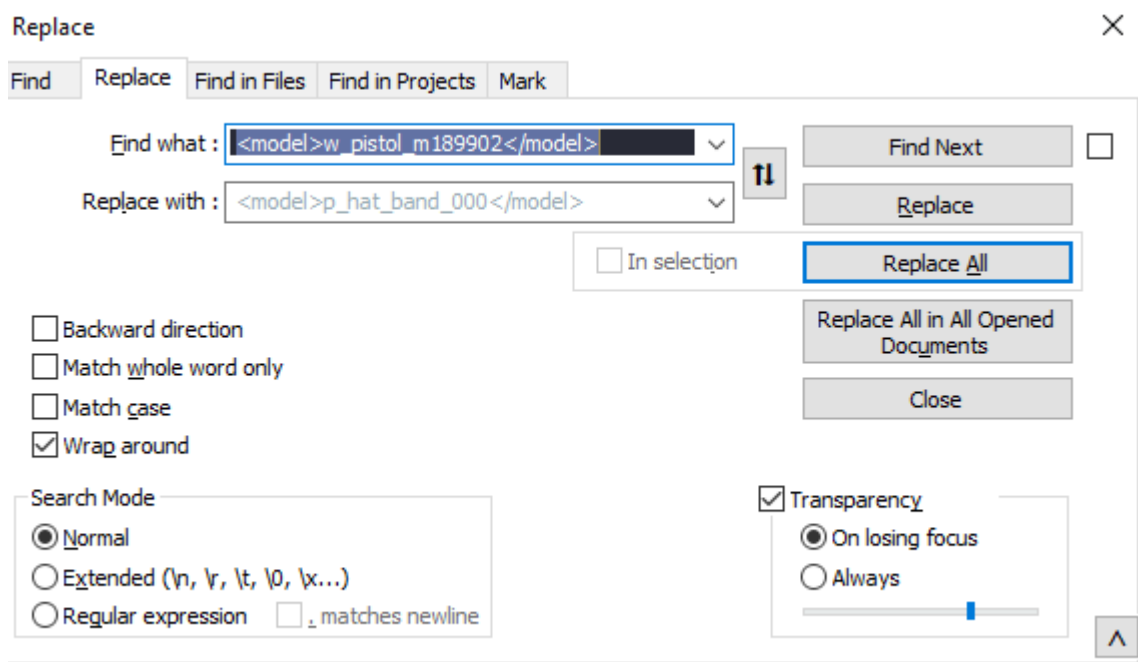 Replace
Find Replace Find in Files Find in Projects Mark
Find what : <model>w_pistol_m189902</model> Find Next
Replace with : <model>p_hat_band_000</model> Replace
In selection Replace All
Replace All in All Opened
Documents
Backward direction
Match whole word only
Match case
Close
Wrap around
Search Mode
Normal
Extended (\n, \r, \t, \0, \x...)
Regular expression . matches newline
Transparency
On losing focus
Always